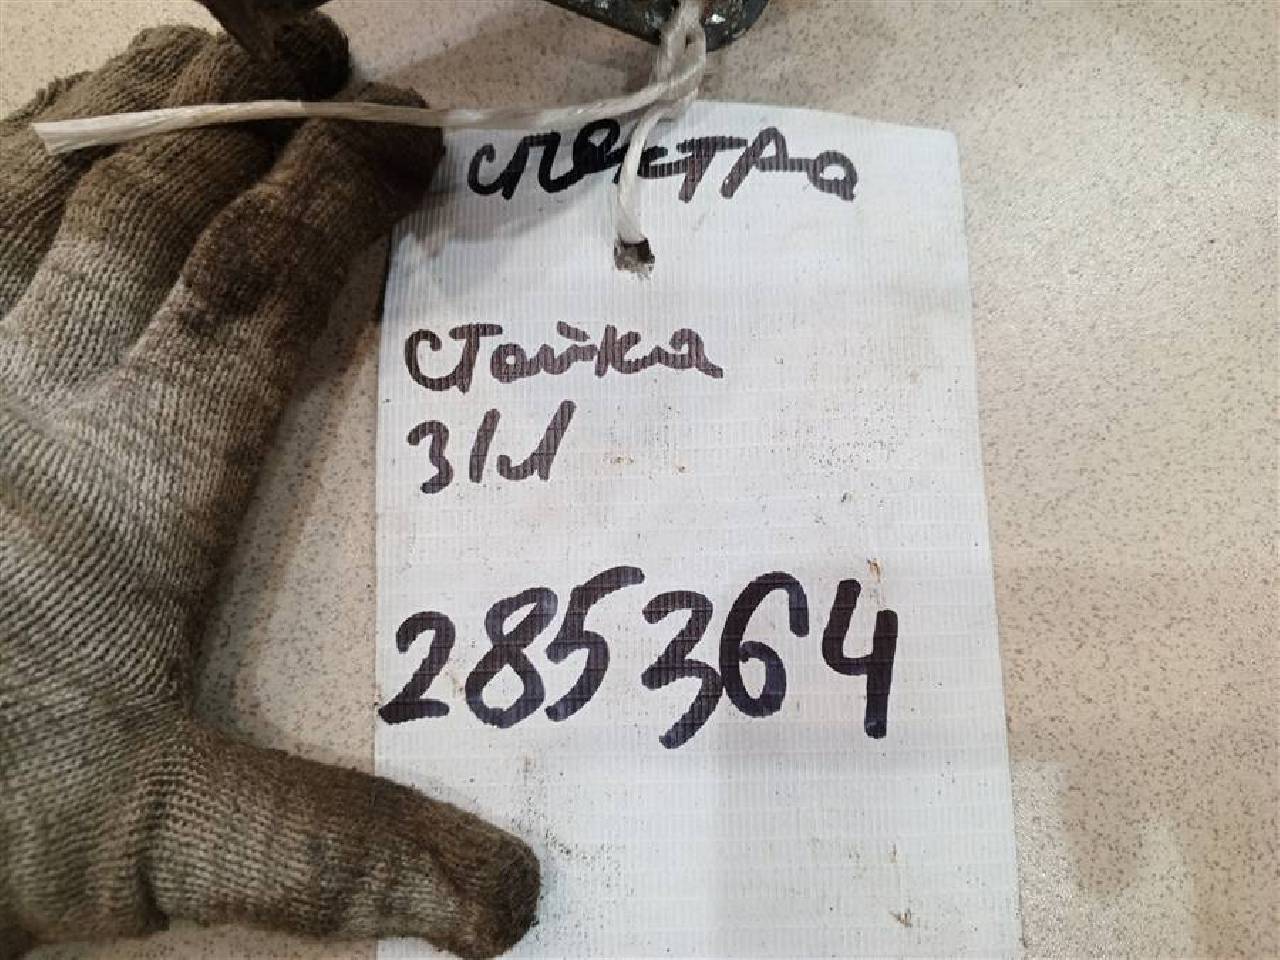 спектра
стойка
З/Л
285364